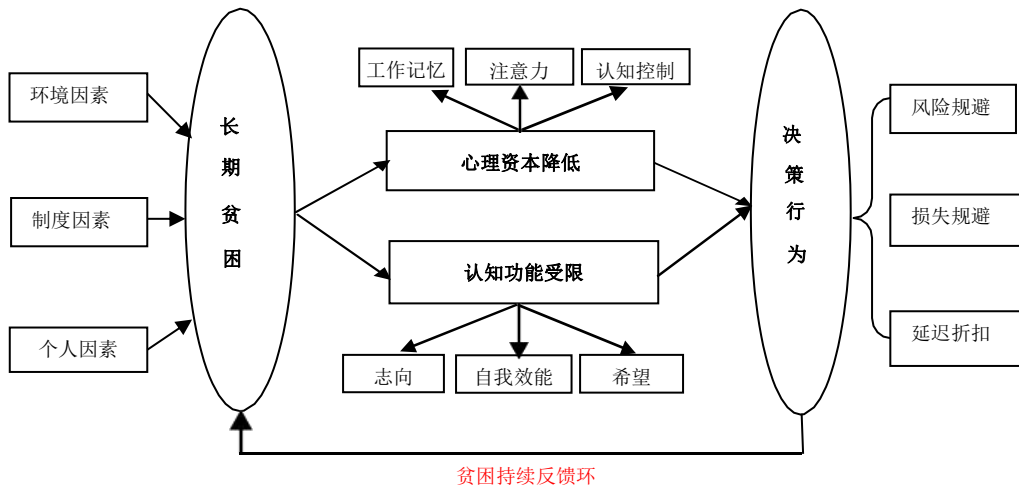 工作记忆
注意力
认知控制
环境因素
制度因素
个人因素
长
期
贫
困
心理资本降低
认知功能受限
志向
自我效能
希望
决
策
行
为
风险规避
损失规避
延迟折扣
贫困持续反馈环